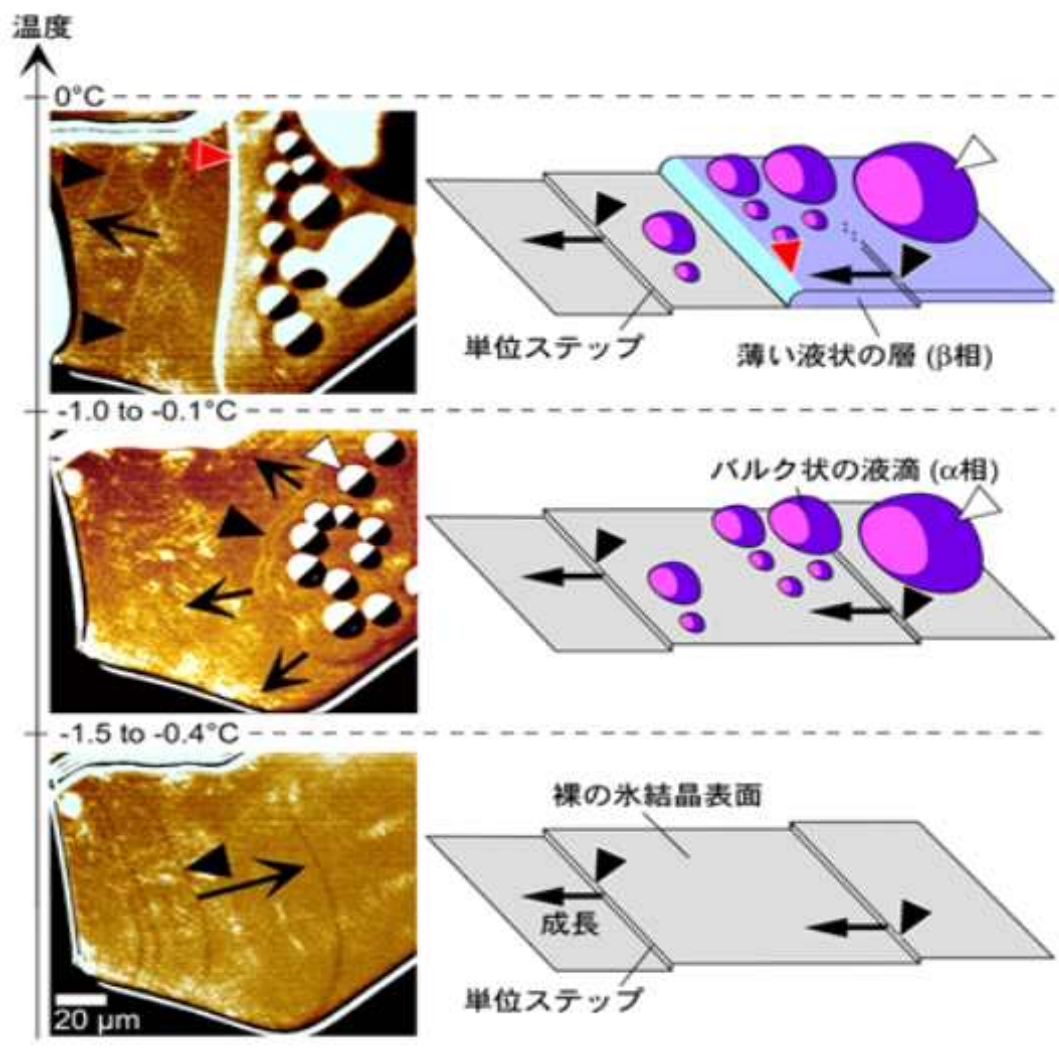 温度
0°C
単位ステップ
薄い液状の層 (β相)
-1.0 to -0.1°C
バルク状の液滴 (α相)
-1.5 to -0.4°C
裸の氷結晶表面
成長
単位ステップ
20 μm